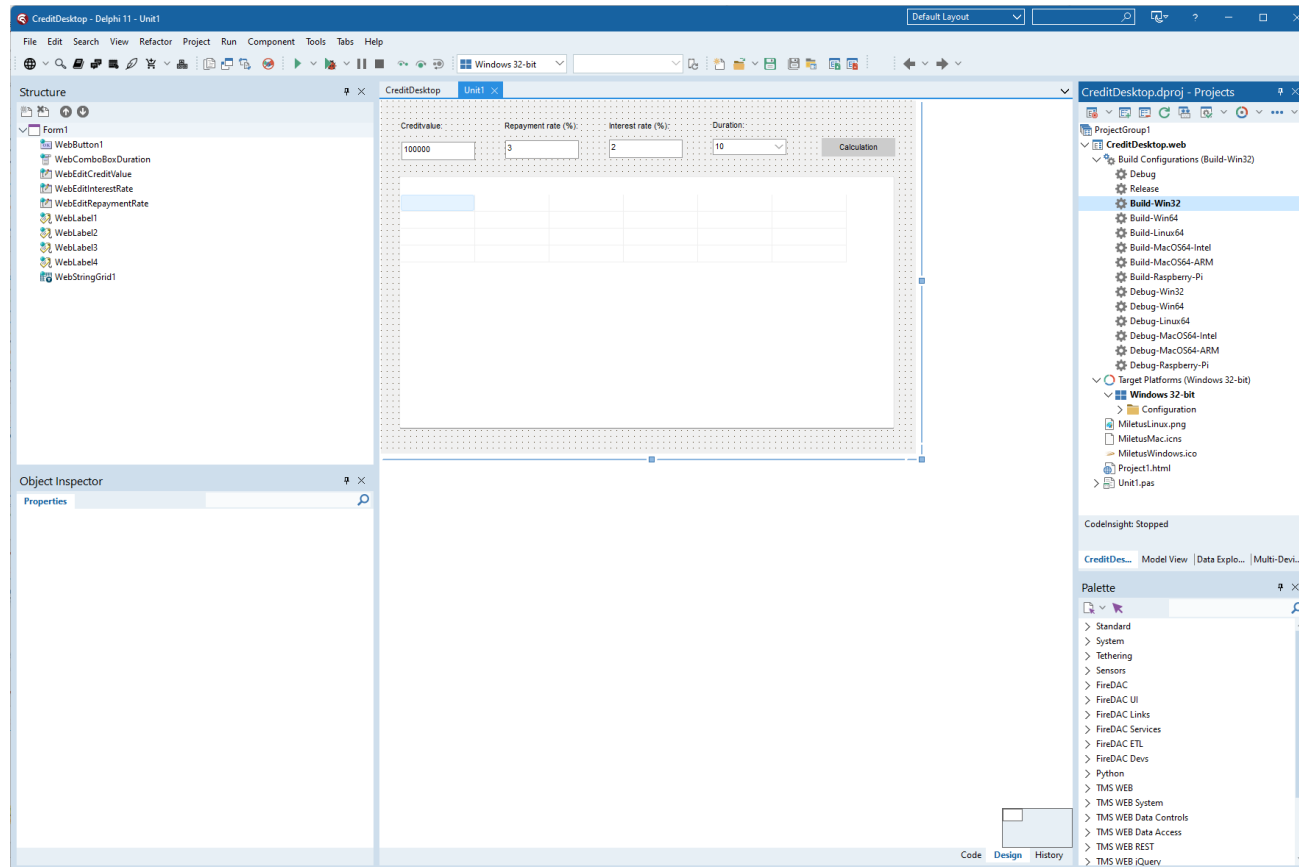 CreditDesktop - Delphi 11 - Unit1
Default Layout
?
File Edit Search View Refactor Project Run Component Tools Tabs Help
Windows 32-bit
Structure
Form1
WebButton1
WebComboBoxDuration
WebEditCreditValue
WebEditInterestRate
WebEditRepaymentRate
WebLabel1
WebLabel2
WebLabel3
WebLabel4
WebStringGrid1
Object Inspector
Properties
CreditDesktop Unit1
Creditvalue: Repayment rate (%): Interest rate (%): Duration:
100000 3 2 10 Calculation
Code Design History
CreditDesktop.dproj - Projects
ProjectGroup1
CreditDesktop.web
Build Configurations (Build-Win32)
Debug
Release
Build-Win32
Build-Win64
Build-Linux64
Build-MacOS64-Intel
Build-MacOS64-ARM
Build-Raspberry-Pi
Debug-Win32
Debug-Win64
Debug-Linux64
Debug-MacOS64-Intel
Debug-MacOS64-ARM
Debug-Raspberry-Pi
Target Platforms (Windows 32-bit)
Windows 32-bit
Configuration
MiletusLinux.png
MiletusMac.icns
MiletusWindows.ico
Project1.html
Unit1.pas
CodeInsight: Stopped
CreditDes... Model View Data Explo... Multi-Devi...
Palette
Standard
System
Tethering
Sensors
FireDAC
FireDAC UI
FireDAC Links
FireDAC Services
FireDAC ETL
FireDAC Devs
Python
TMS WEB
TMS WEB System
TMS WEB Data Controls
TMS WEB Data Access
TMS WEB REST
TMS WEB jQuery